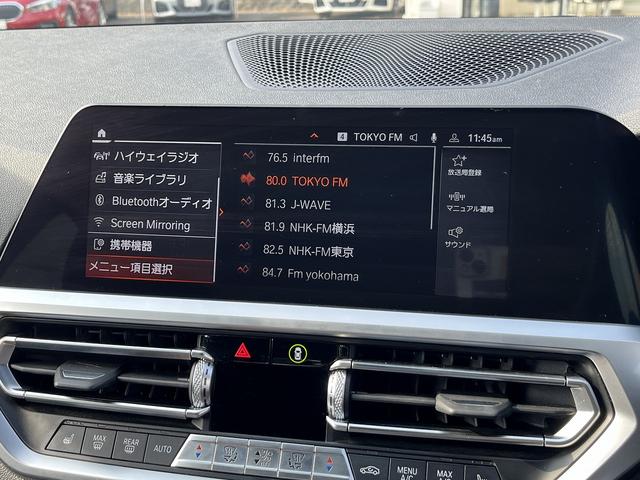 4 TOKYO FM 11:45am
ハイウェイラジオ
音楽ライブラリ
Bluetoothオーディオ
Screen Mirroring
携帯機器
メニュー項目選択
76.5 interfm
80.0 TOKYO FM
81.3 J-WAVE
81.9 NHK-FM横浜
82.5 NHK-FM東京
84.7 Fm yokohama
放送局登録
マニュアル選局
サウンド
MAX
REAR
AUTO
MENU
A/C
MAX
A/C